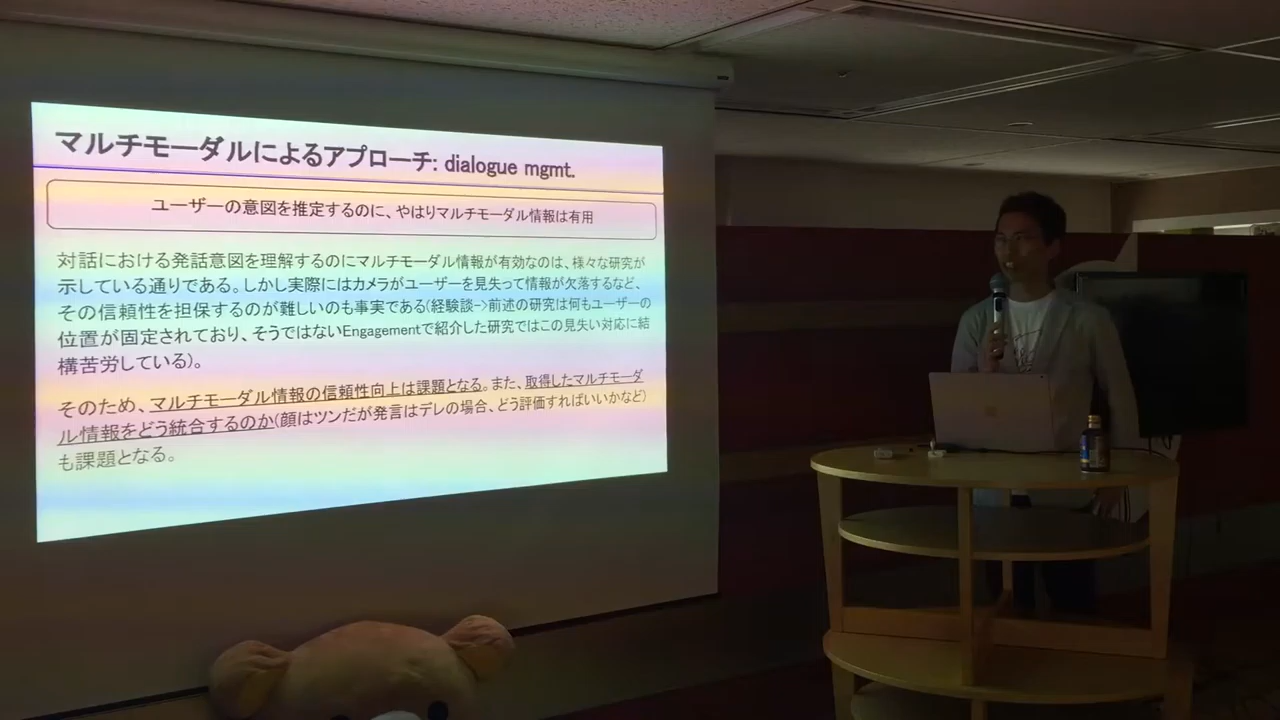 マルチモーダルによるアプローチ: dialogue mgmt.
ユーザーの意図を推定するのに、やはりマルチモーダル情報は有用
対話における発話意図を理解するのにマルチモーダル情報が有効なのは、様々な研究が
示している通りである。しかし実際にはカメラがユーザーを見失って情報が欠落するなど、
その信頼性を担保するのが難しいのも事実である(経験談->前述の研究は何もユーザーの
位置が固定されており、そうではないEngagementで紹介した研究ではこの見失い対応に結
構苦労している)。
そのため、マルチモーダル情報の信頼性向上は課題となる。また、取得したマルチモーダ
ル情報をどう統合するのか(顔はツンだが発言はデレの場合、どう評価すればいいかなど)
も課題となる。